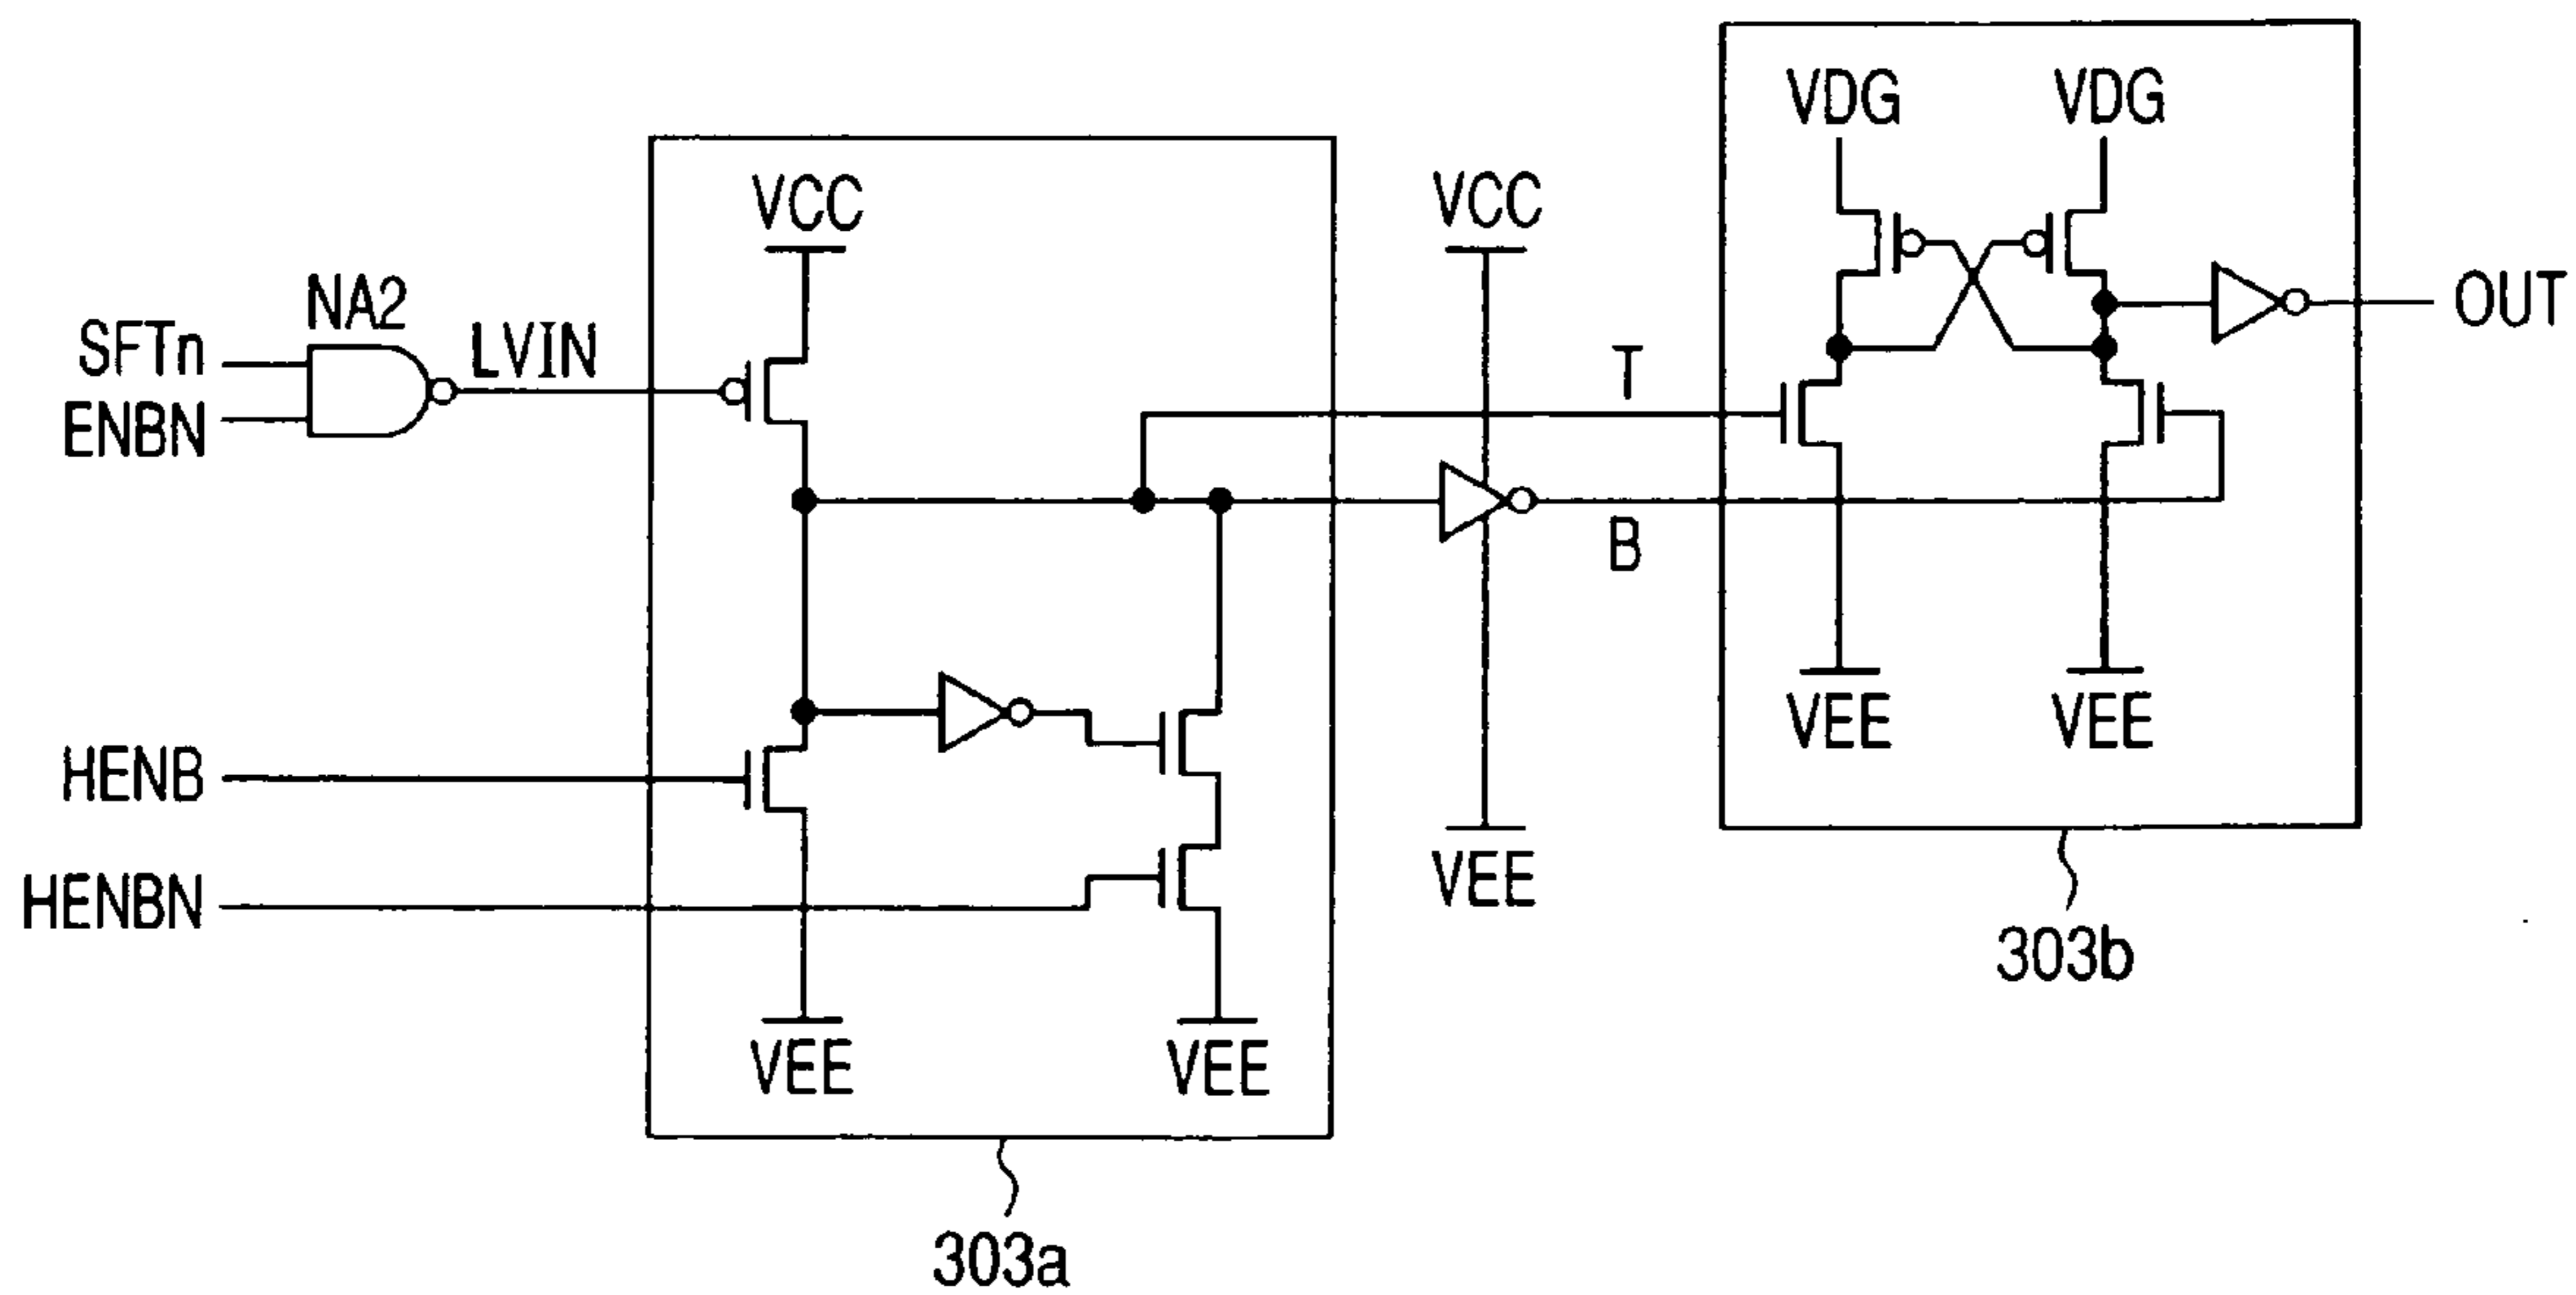 VDG VDG
VCC VCC
NA2
SFTn LVIN OUT
ENBN T
B
HENB VEE VEE
HENBN VEE
303b
VEE VEE
303a